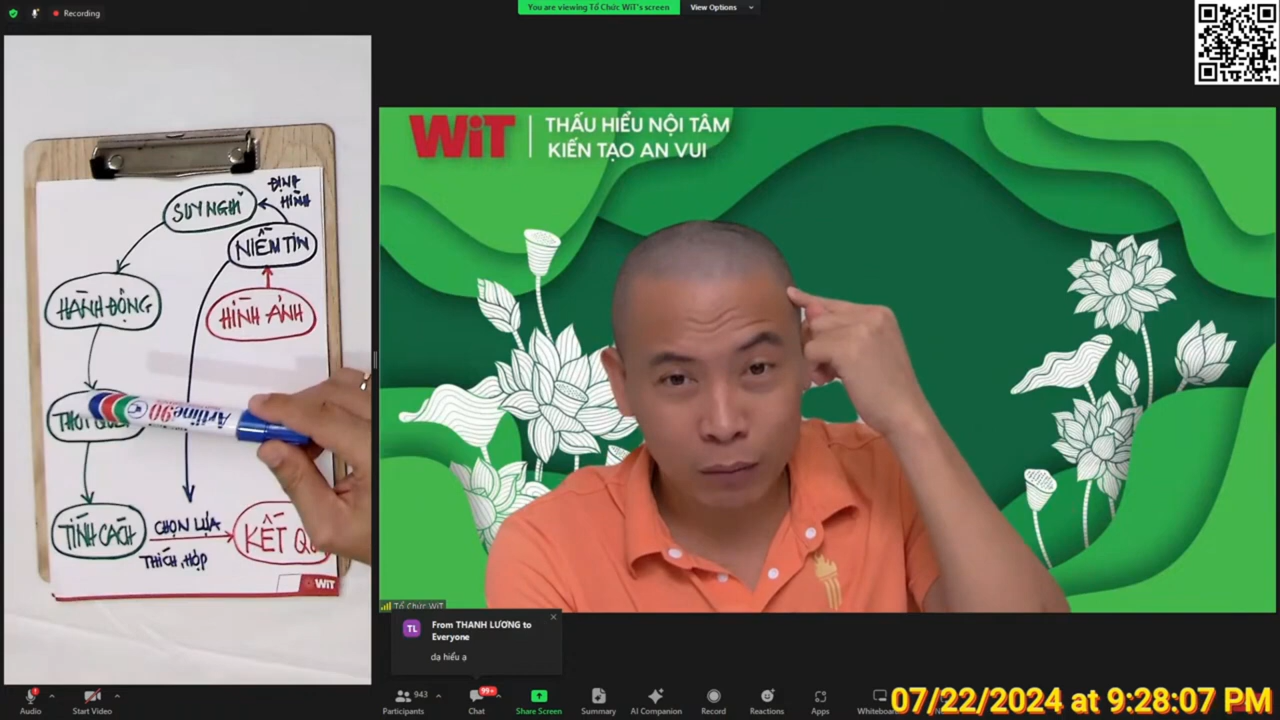 Recording
You are viewing Tổ Chức WiT's screen
View Options
WiT
THẤU HIỂU NỘI TÂM
KIẾN TẠO AN VUI
ĐỊNH
HÌNH
SUY NGHĨ
NIỀM TIN
HÀNH ĐỘNG
HÌNH ẢNH
Artline 90
TÍNH CÁCH
CHỌN LỰA
THÍCH HỢP
KẾT
WiT
Tổ Chức WiT
TL
From THANH LƯƠNG to
Everyone
dạ hiểu ạ
Audio
Start Video
943
Participants
99+
Chat
Share Screen
Summary
AI Companion
Record
Reactions
Apps
07/22/2024 at 9:28:07 PM